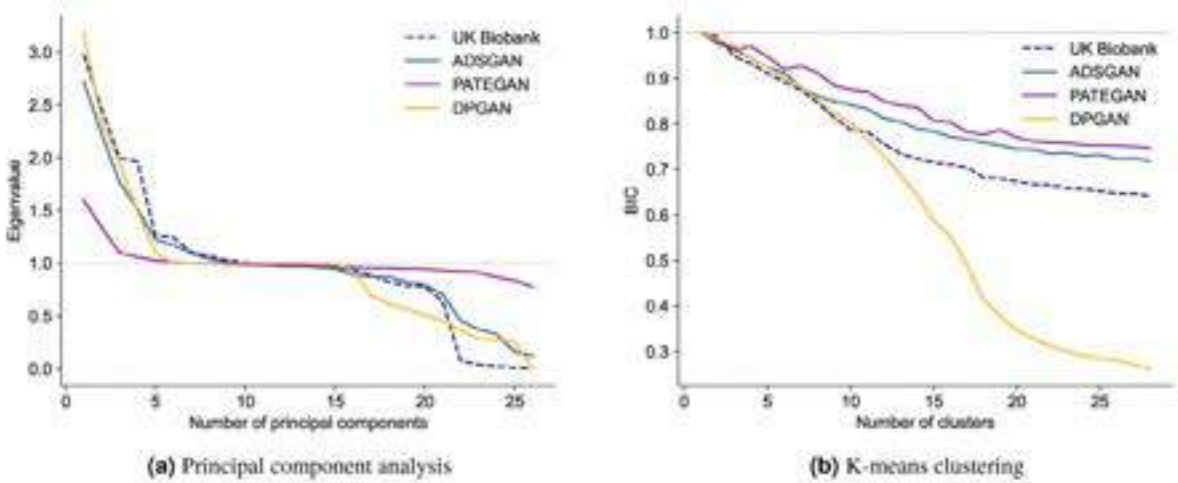 3.0
2.5
2.0
1.5
1.0
0.5
0.0
Eigenvalue
UK Biobank
ADSGAN
PATEGAN
DPGAN
0 5 10 15 20 25
Number of principal components
(a) Principal component analysis
1.0
0.9
0.8
0.7
0.6
0.5
0.4
0.3
BIC
UK Biobank
ADSGAN
PATEGAN
DPGAN
0 5 10 15 20 25
Number of clusters
(b) K-means clustering